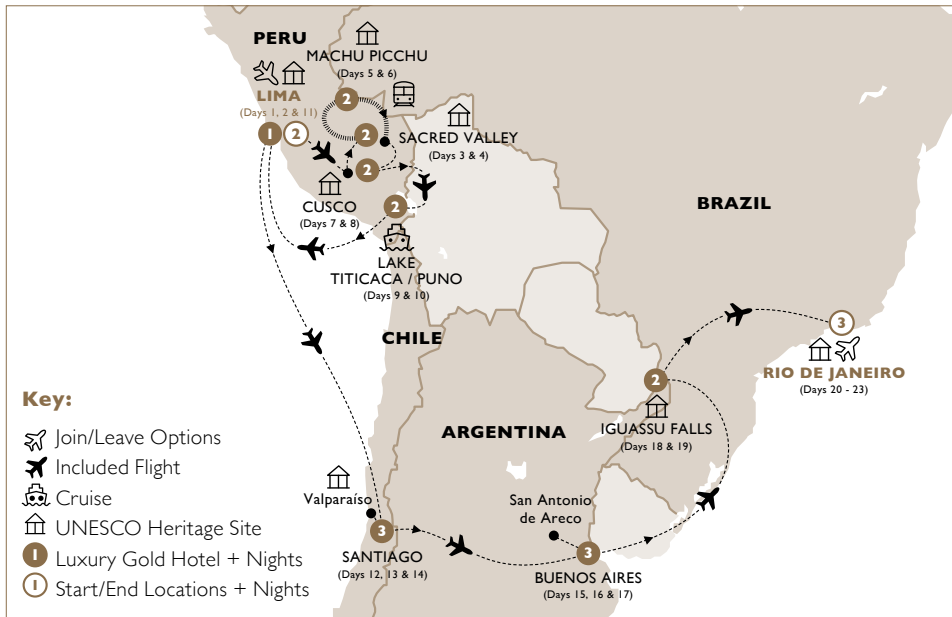 PERU
MACHU PICCHU
(Days 5 & 6)
LIMA
(Days 1, 2 & 11)
2
1
2
2
SACRED VALLEY
(Days 3 & 4)
2
CUSCO
(Days 7 & 8)
2
LAKE
TITICACA / PUNO
(Days 9 & 10)
BRAZIL
CHILE
3
RIO DE JANEIRO
(Days 20 - 23)
2
IGUASSU FALLS
(Days 18 & 19)
ARGENTINA
Valparaíso
San Antonio
de Areco
3
SANTIAGO
(Days 12, 13 & 14)
3
BUENOS AIRES
(Days 15, 16 & 17)
Key:
Join/Leave Options
Included Flight
Cruise
UNESCO Heritage Site
1 Luxury Gold Hotel + Nights
1 Start/End Locations + Nights